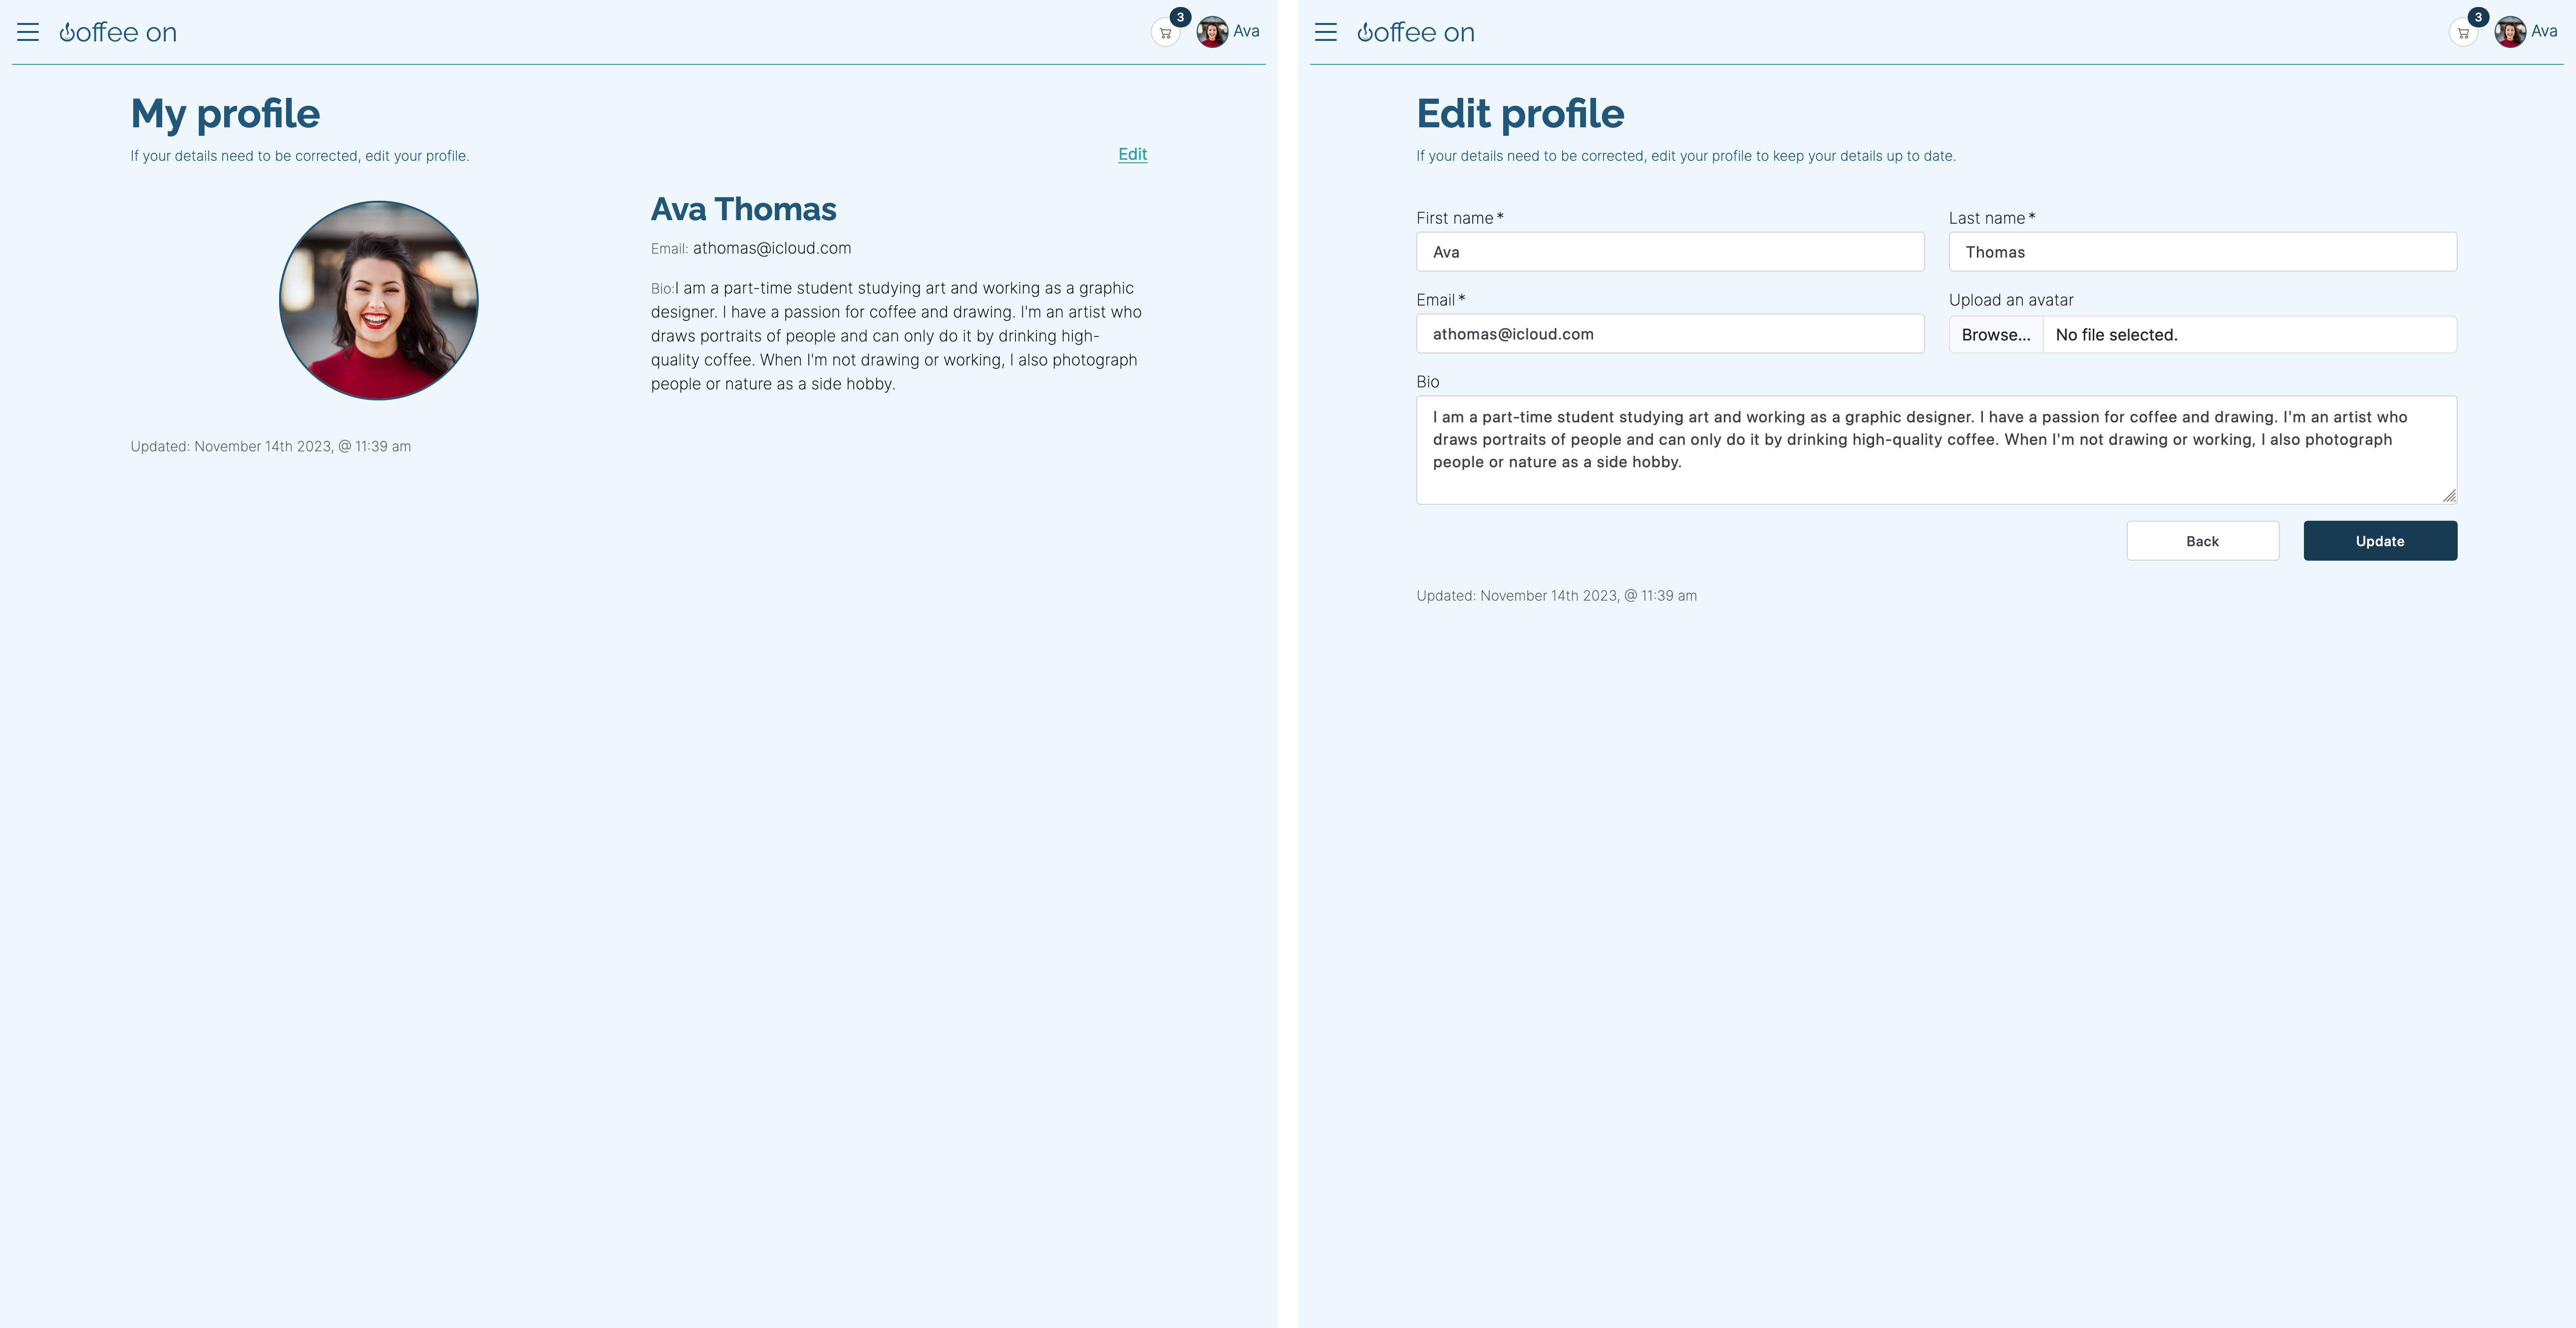 coffee on
3
Ava
My profile
If your details need to be corrected, edit your profile.
Edit
Ava Thomas
Email: athomas@icloud.com
Bio:I am a part-time student studying art and working as a graphic
designer. I have a passion for coffee and drawing. I'm an artist who
draws portraits of people and can only do it by drinking high-
quality coffee. When I'm not drawing or working, I also photograph
people or nature as a side hobby.
Updated: November 14th 2023, @ 11:39 am
coffee on
3
Ava
Edit profile
If your details need to be corrected, edit your profile to keep your details up to date.
First name*
Last name*
Ava
Thomas
Email*
Upload an avatar
athomas@icloud.com
Browse... No file selected.
Bio
I am a part-time student studying art and working as a graphic designer. I have a passion for coffee and drawing. I'm an artist who
draws portraits of people and can only do it by drinking high-quality coffee. When I'm not drawing or working, I also photograph
people or nature as a side hobby.
Back
Update
Updated: November 14th 2023, @ 11:39 am